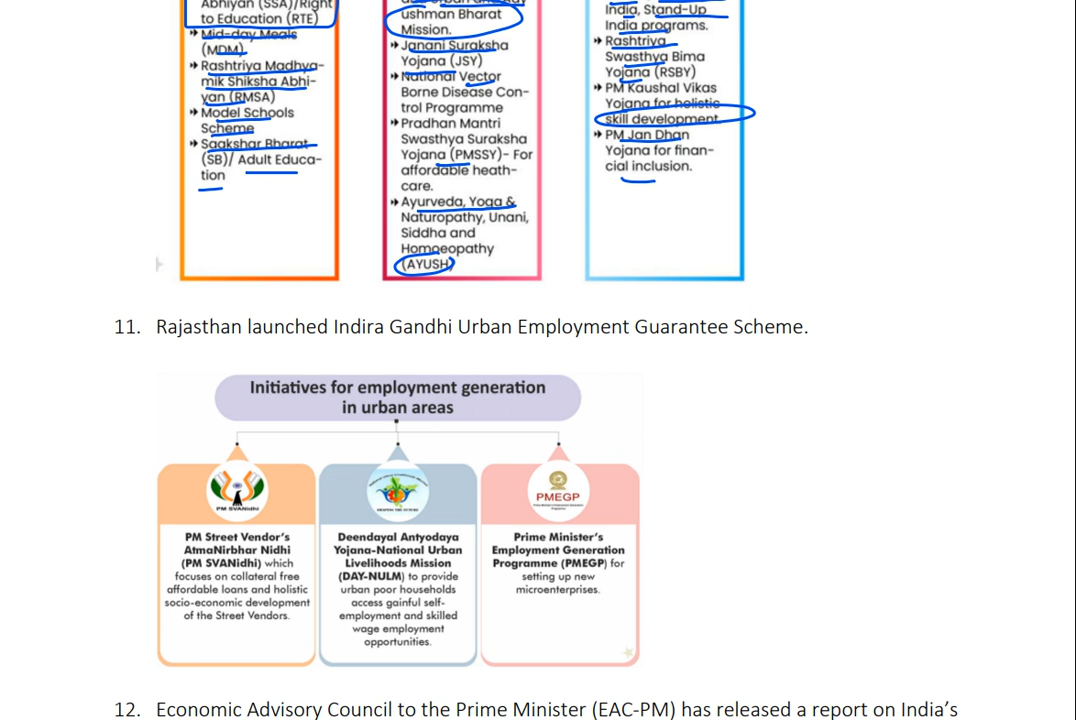 Abhiyan (SSA)/Right
to Education (RTE)
Mid-day Meals
(MDM)
Rashtriya Madhya-
mik Shiksha Abhi-
yan (RMSA)
Model Schools
Scheme
Saakshar Bharat
(SB)/ Adult Educa-
tion
ushman Bharat
Mission.
Janani Suraksha
Yojana (JSY)
National Vector
Borne Disease Con-
trol Programme
Pradhan Mantri
Swasthya Suraksha
Yojana (PMSSY)- For
affordable heath-
care.
Ayurveda, Yoga &
Naturopathy, Unani,
Siddha and
Homoeopathy
(AYUSH)
India, Stand-Up
India programs.
Rashtriya
Swasthya Bima
Yojana (RSBY)
PM Kaushal Vikas
Yojana for holistic
skill development.
PM Jan Dhan
Yojana for finan-
cial inclusion.
11. Rajasthan launched Indira Gandhi Urban Employment Guarantee Scheme.
Initiatives for employment generation
in urban areas
PM SVANidhi
PM Street Vendor's
AtmaNirbhar Nidhi
(PM SVANidhi) which
focuses on collateral free
affordable loans and holistic
socio-economic development
of the Street Vendors.
Deendayal Antyodaya
Yojana-National Urban
Livelihoods Mission
(DAY-NULM) to provide
urban poor households
access gainful self-
employment and skilled
wage employment
opportunities.
PMEGP
Prime Minister's
Employment Generation
Programme (PMEGP) for
setting up new
microenterprises.
12. Economic Advisory Council to the Prime Minister (EAC-PM) has released a report on India's